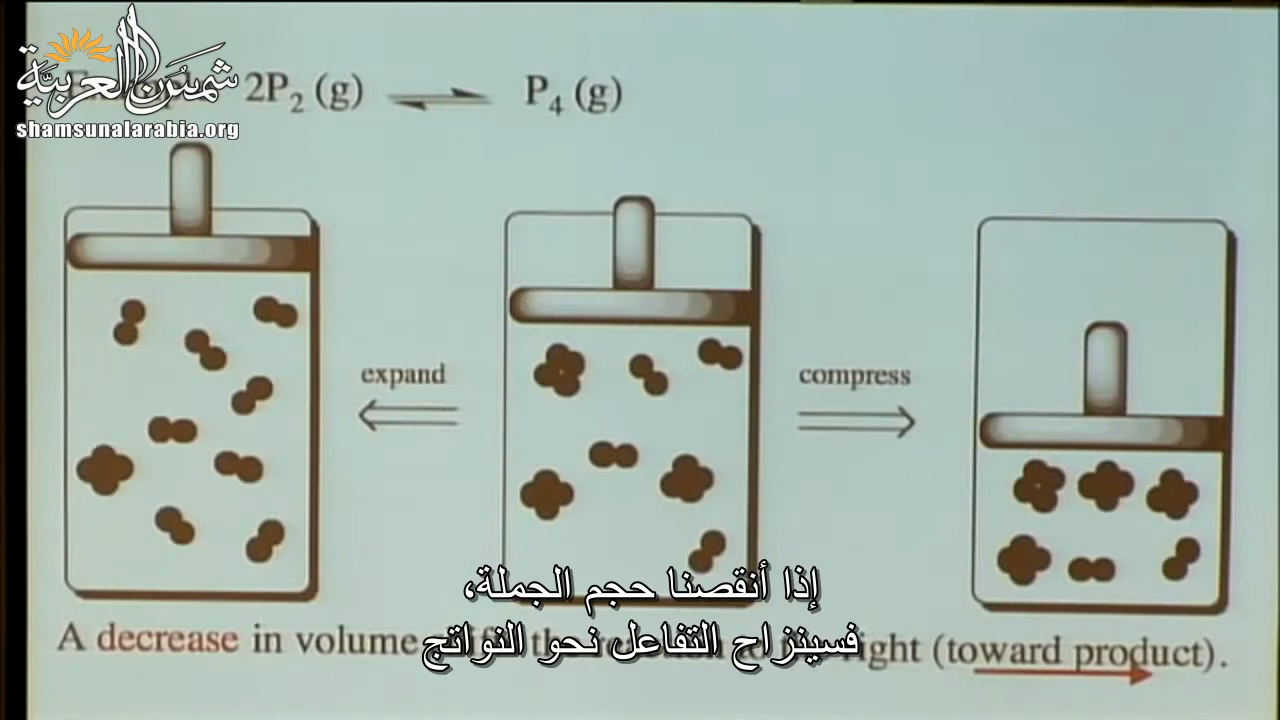 شمس العربية
shamsunalarabia.org
2P₂ (g) ⇌ P₄ (g)
expand
compress
إذا أنقصنا حجم الجملة،
فسينزاح التفاعل نحو النواتج
A decrease in volume right (toward product).